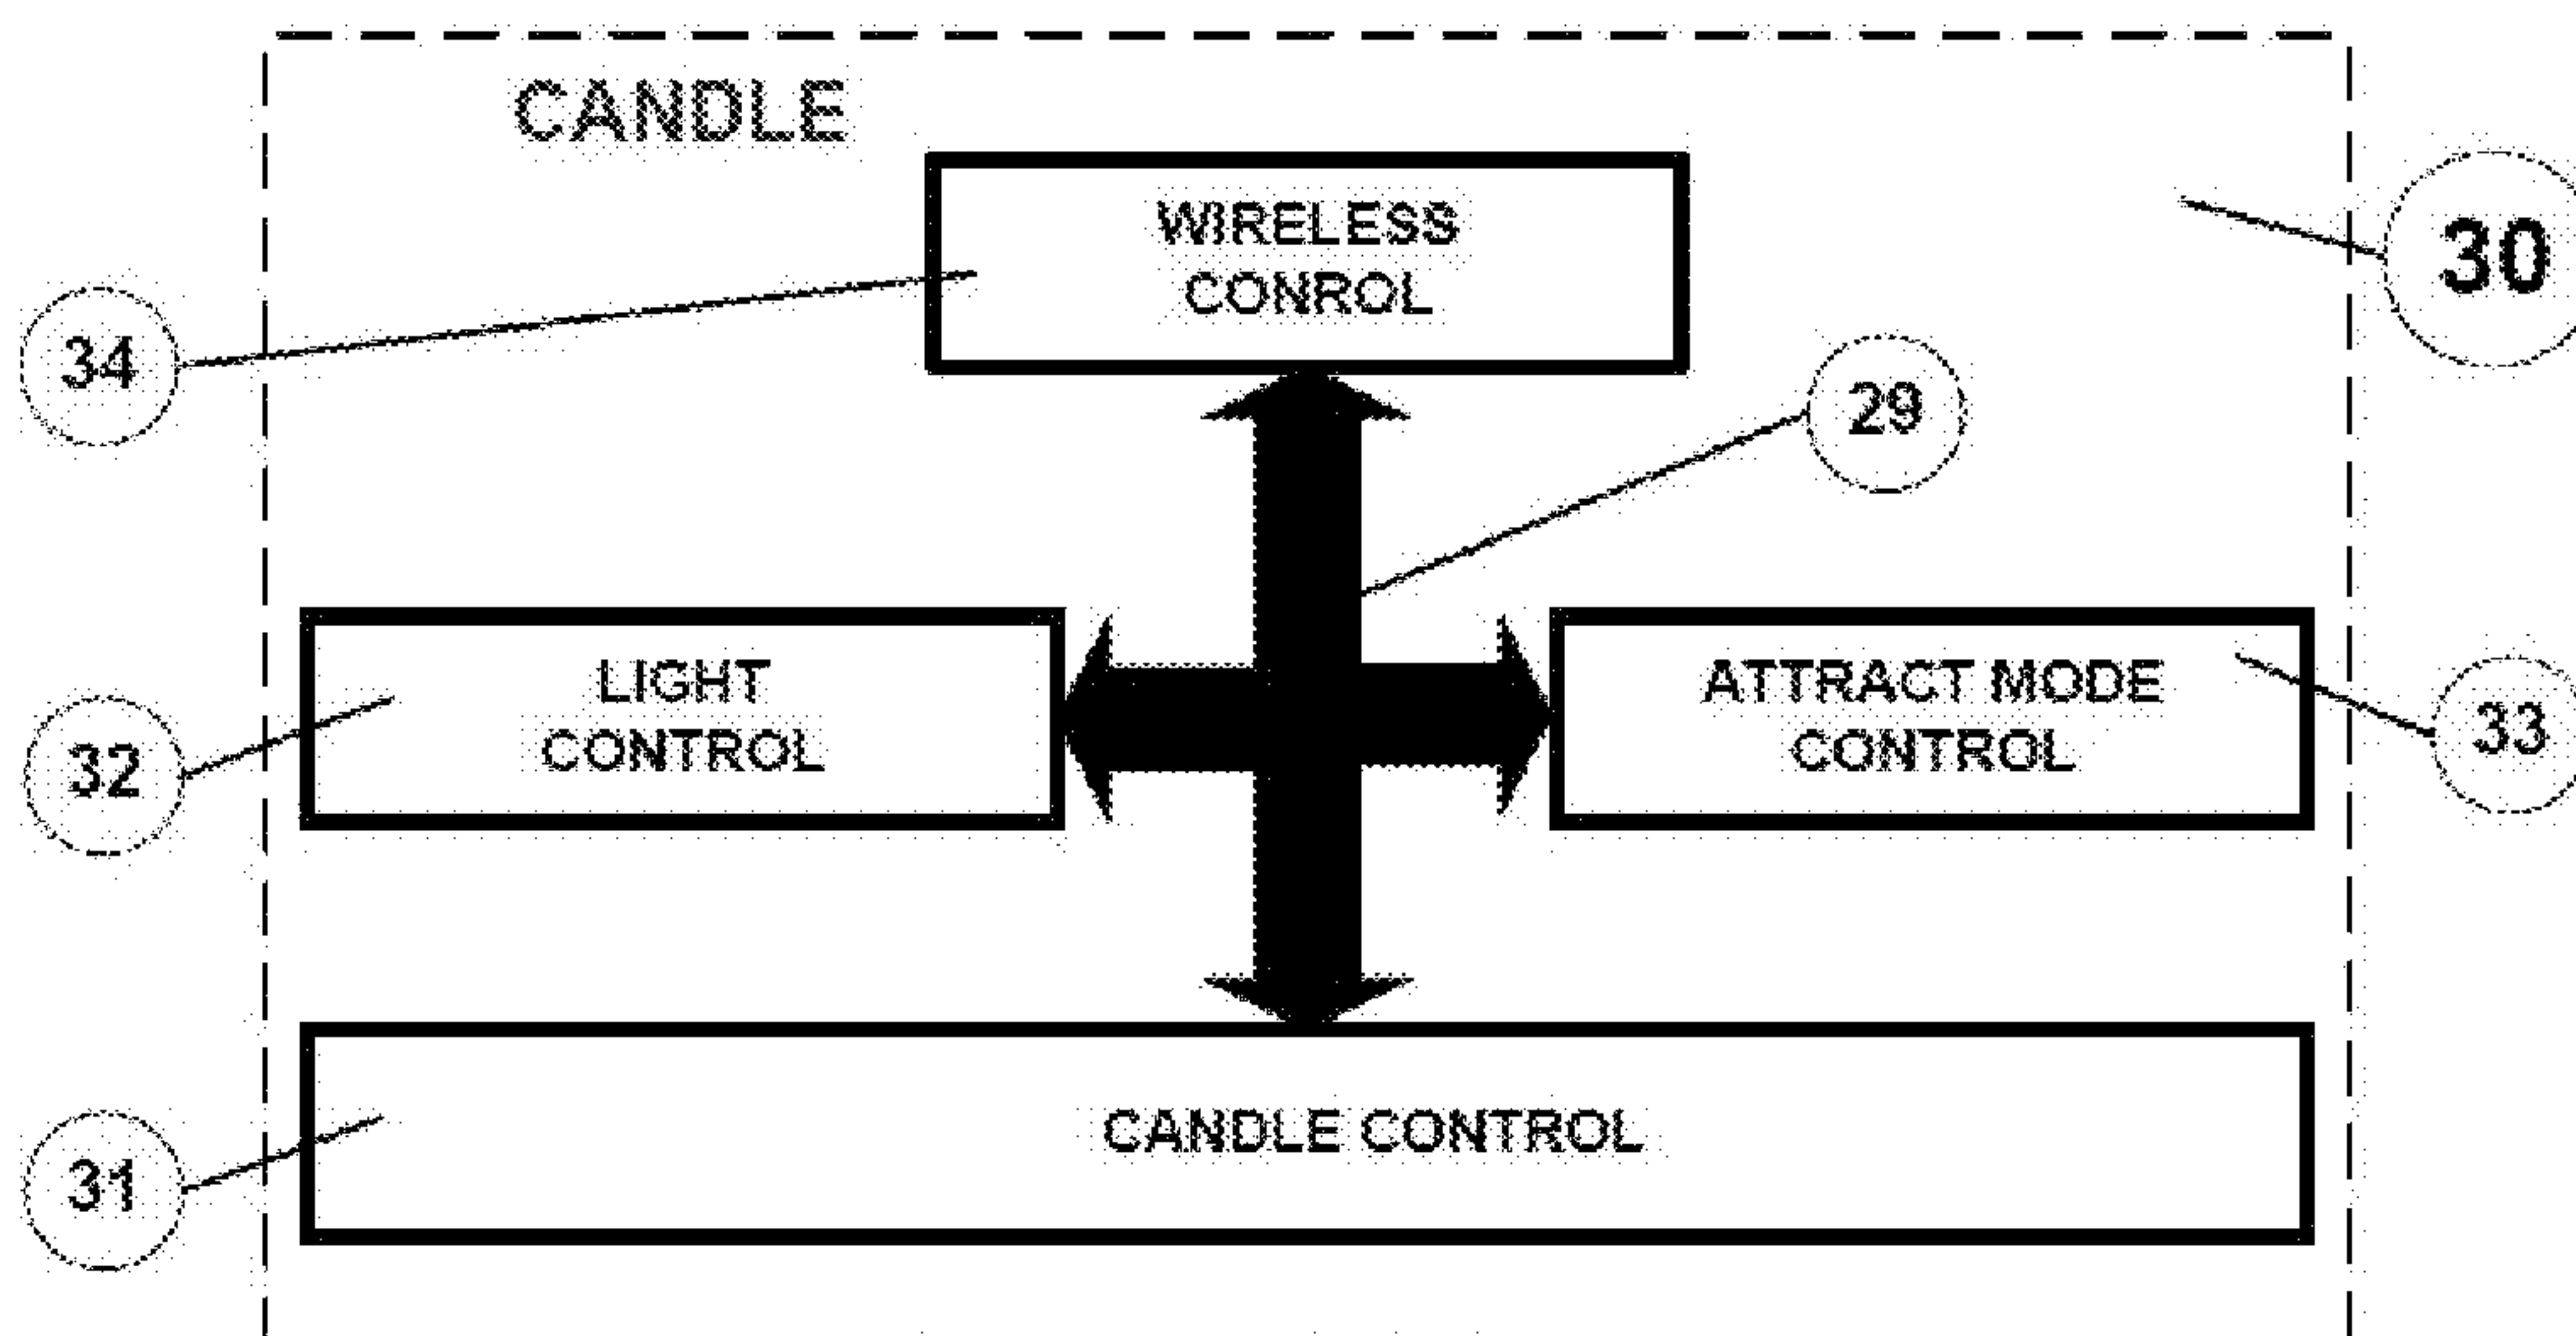 CANDLE
WIRELESS
CONROL
30
34
29
LIGHT
CONTROL
ATTRACT MODE
CONTROL
32
33
CANDLE CONTROL
31